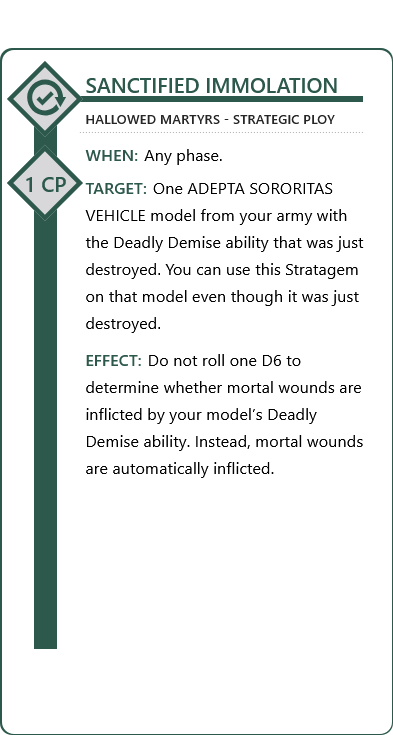 SANCTIFIED IMMOLATION
HALLOWED MARTYRS - STRATEGIC PLOY
WHEN: Any phase.
1 CP
TARGET: One ADEPTA SORORITAS
VEHICLE model from your army with
the Deadly Demise ability that was just
destroyed. You can use this Stratagem
on that model even though it was just
destroyed.
EFFECT: Do not roll one D6 to
determine whether mortal wounds are
inflicted by your model’s Deadly
Demise ability. Instead, mortal wounds
are automatically inflicted.